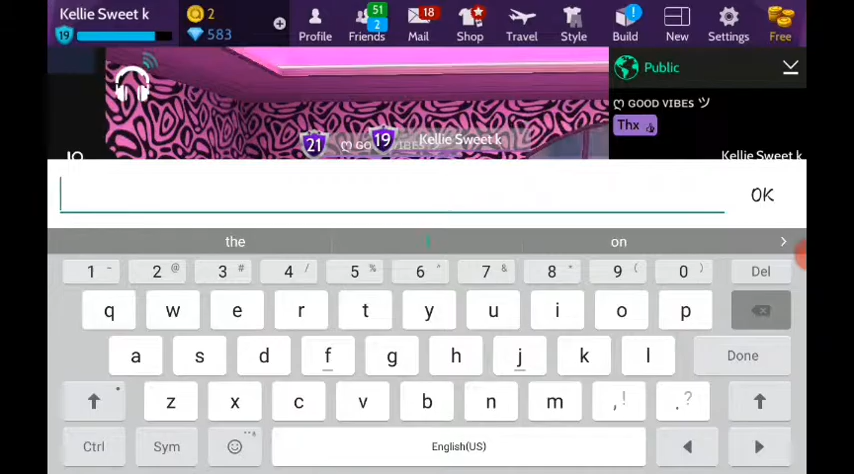 Kellie Sweet k
19
2
583
51
2
18
!
Profile
Friends
Mail
Shop
Travel
Style
Build
New
Settings
Free
Public
ღ GOOD VIBES ツ
Thx
21
19
Kellie Sweet k
Kellie Sweet k
OK
the
I
on
1 - 2 @ 3 # 4 / 5 % 6 ^ 7 & 8 * 9 ( 0 ) Del
q w e r t y u i o p
a s d f g h j k l Done
z x c v b n m , ! . ?
Ctrl Sym English(US)